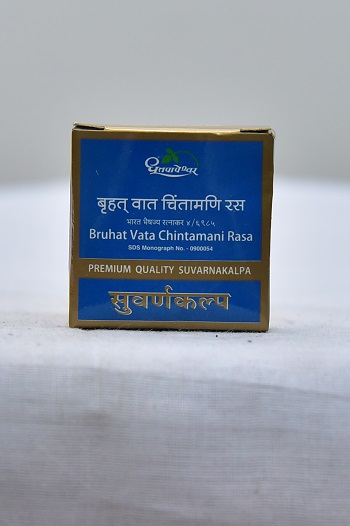 धूतपापेश्वर
बृहत् वात चिंतामणि रस
भारत भैषज्य रत्नाकर ४/६९८५
Bruhat Vata Chintamani Rasa
SDS Monograph No. - 0900054
PREMIUM QUALITY SUVARNAKALPA
सुवर्णकल्प